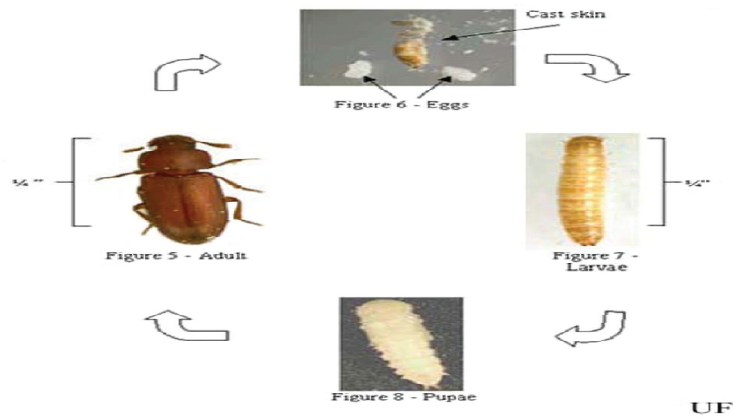 Cast skin
Figure 6 - Eggs
¼"
¼"
Figure 5 - Adult
Figure 7 -
Larvae
Figure 8 - Pupae
UF